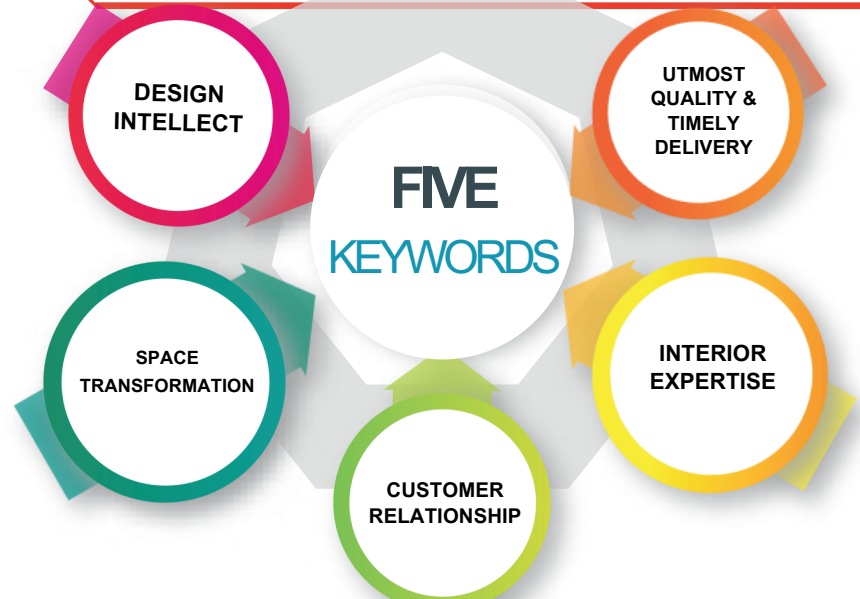 DESIGN
INTELLECT
UTMOST
QUALITY &
TIMELY
DELIVERY
FIVE
KEYWORDS
SPACE
TRANSFORMATION
INTERIOR
EXPERTISE
CUSTOMER
RELATIONSHIP